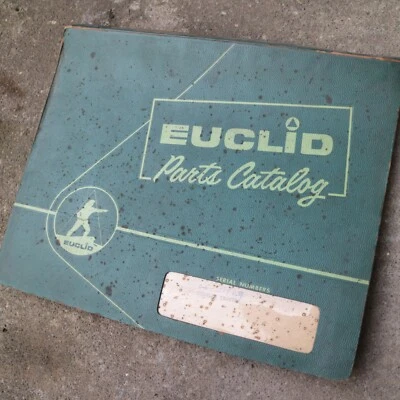 EUCLiD
Parts Catalog
EUCLiD
SERIAL NUMBERS